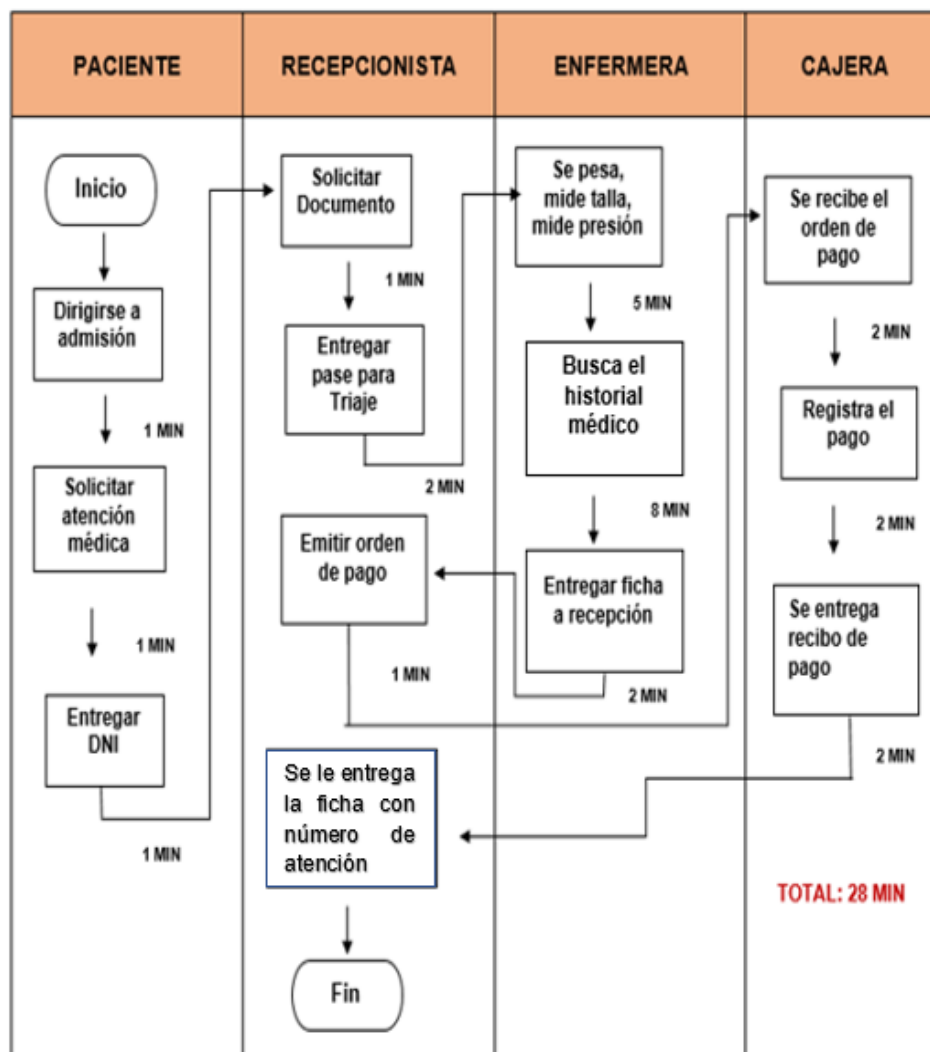 PACIENTE
RECEPCIONISTA
ENFERMERA
CAJERA
Inicio
Dirigirse a
admisión
1 MIN
Solicitar
atención
médica
1 MIN
Entregar
DNI
1 MIN
Solicitar
Documento
1 MIN
Entregar
pase para
Triaje
2 MIN
Se pesa,
mide talla,
mide presión
5 MIN
Busca el
historial
médico
8 MIN
Entregar ficha
a recepción
2 MIN
Emitir orden
de pago
1 MIN
Se recibe el
orden de
pago
2 MIN
Registra el
pago
2 MIN
Se entrega
recibo de
pago
2 MIN
Se le entrega
la ficha con
número de
atención
Fin
TOTAL: 28 MIN